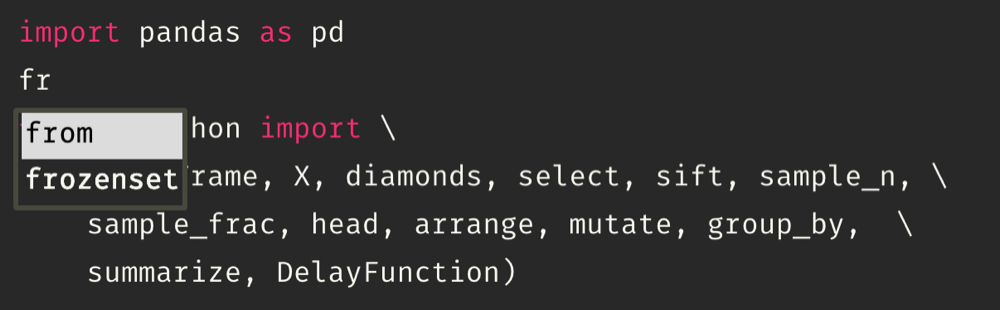 import pandas as pd
fr
from
hon import \
frozenset
rame, X, diamonds, select, sift, sample_n, \
sample_frac, head, arrange, mutate, group_by,  \
summarize, DelayFunction)